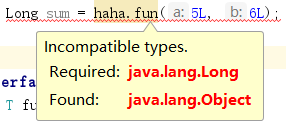 Long sum = haha.fun( a: 5L, b: 6L);
Incompatible types.
Required: java.lang.Long
erfa
Found: java.lang.Object
T fu